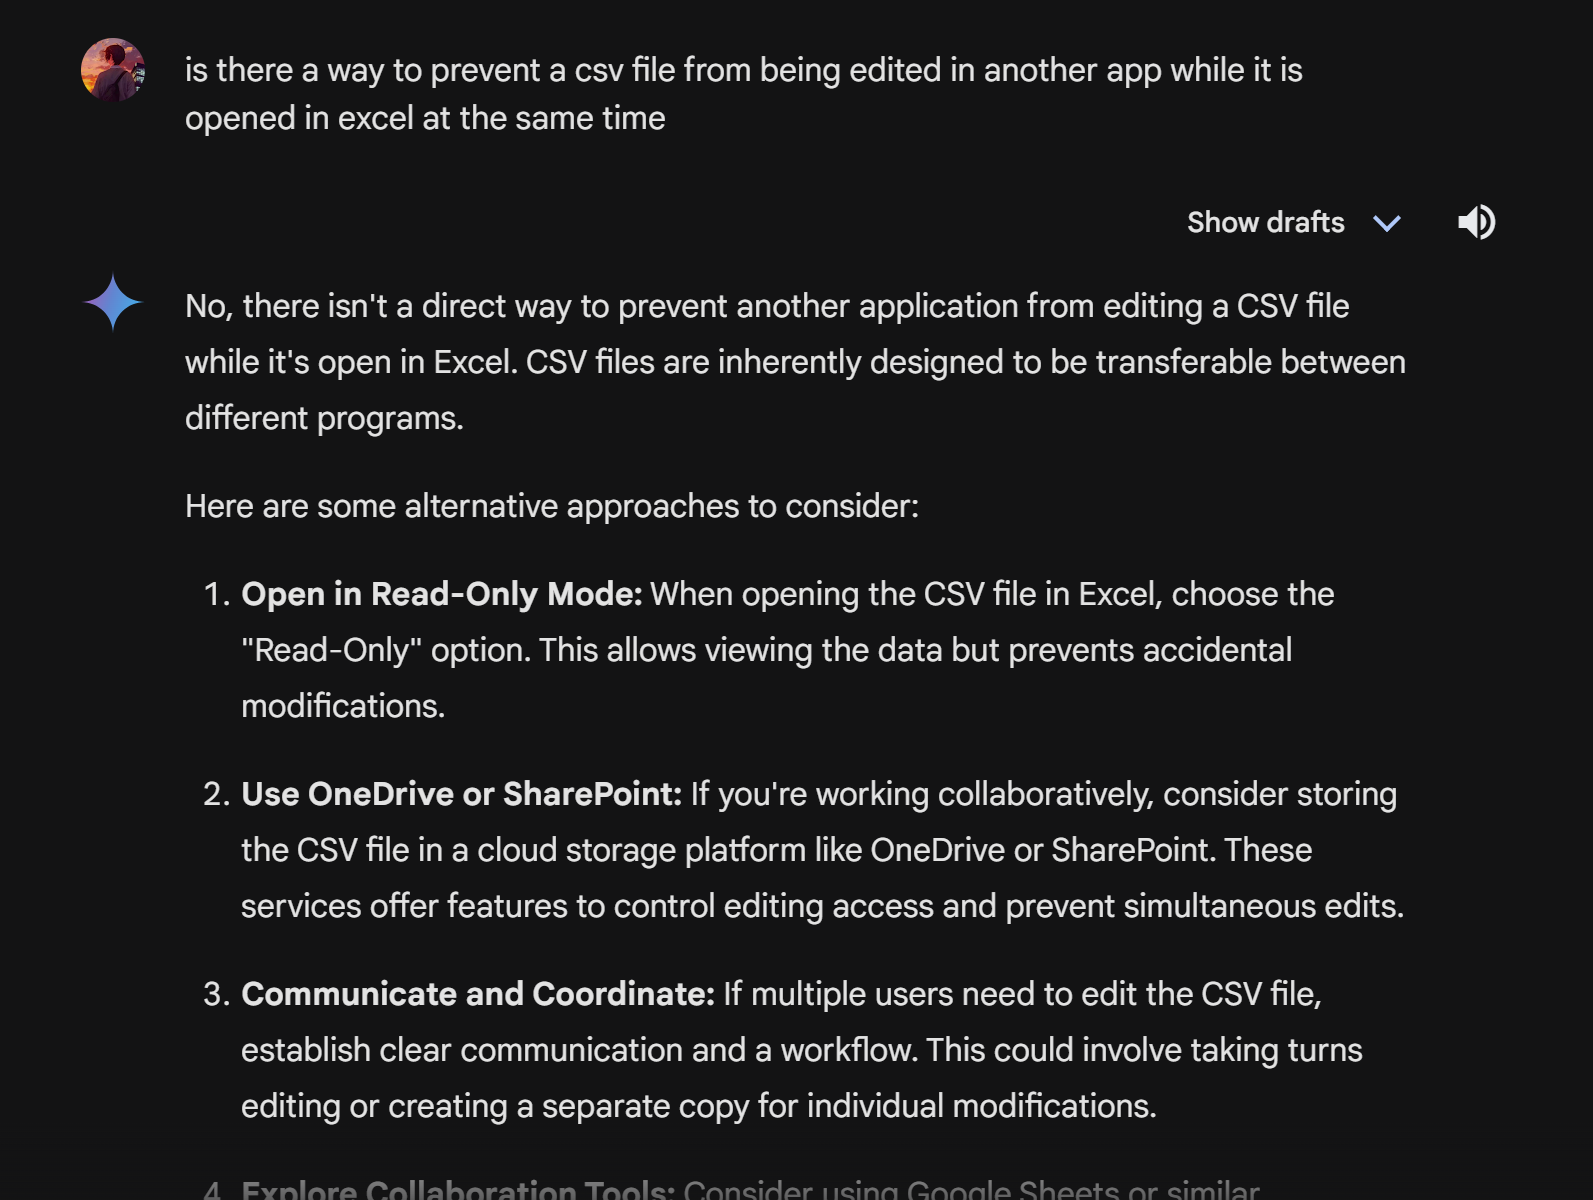 is there a way to prevent a csv file from being edited in another app while it is
opened in excel at the same time
Show drafts
No, there isn't a direct way to prevent another application from editing a CSV file
while it's open in Excel. CSV files are inherently designed to be transferable between
different programs.
Here are some alternative approaches to consider:
1. Open in Read-Only Mode: When opening the CSV file in Excel, choose the
"Read-Only" option. This allows viewing the data but prevents accidental
modifications.
2. Use OneDrive or SharePoint: If you're working collaboratively, consider storing
the CSV file in a cloud storage platform like OneDrive or SharePoint. These
services offer features to control editing access and prevent simultaneous edits.
3. Communicate and Coordinate: If multiple users need to edit the CSV file,
establish clear communication and a workflow. This could involve taking turns
editing or creating a separate copy for individual modifications.
4. Explore Collaboration Tools: Consider using Google Sheets or similar